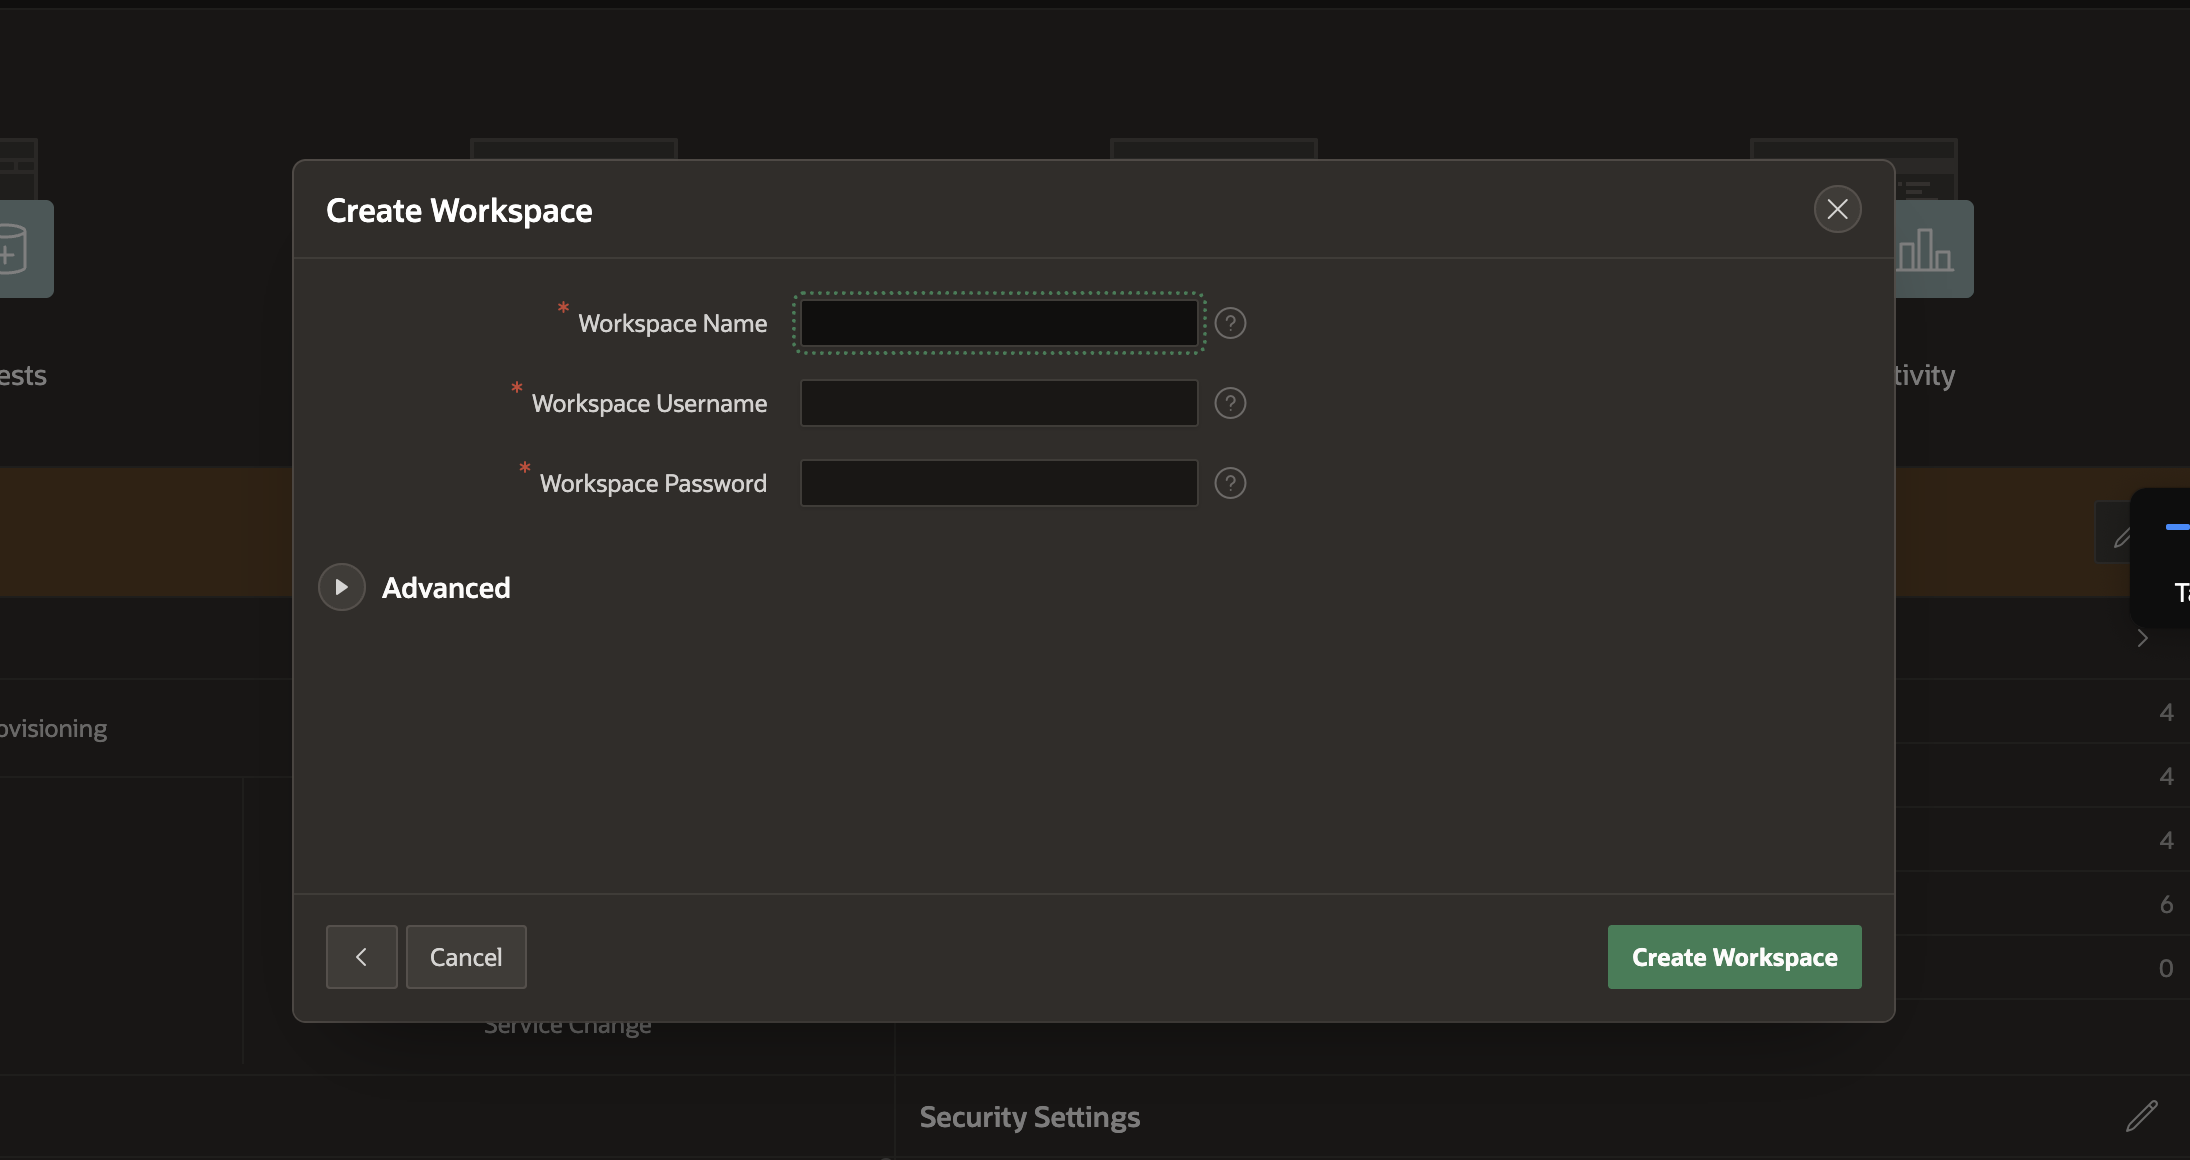 Create Workspace
* Workspace Name
* Workspace Username
* Workspace Password
Advanced
Cancel
Create Workspace
ests
tivity
ovisioning
4
4
4
6
0
Service Change
Security Settings